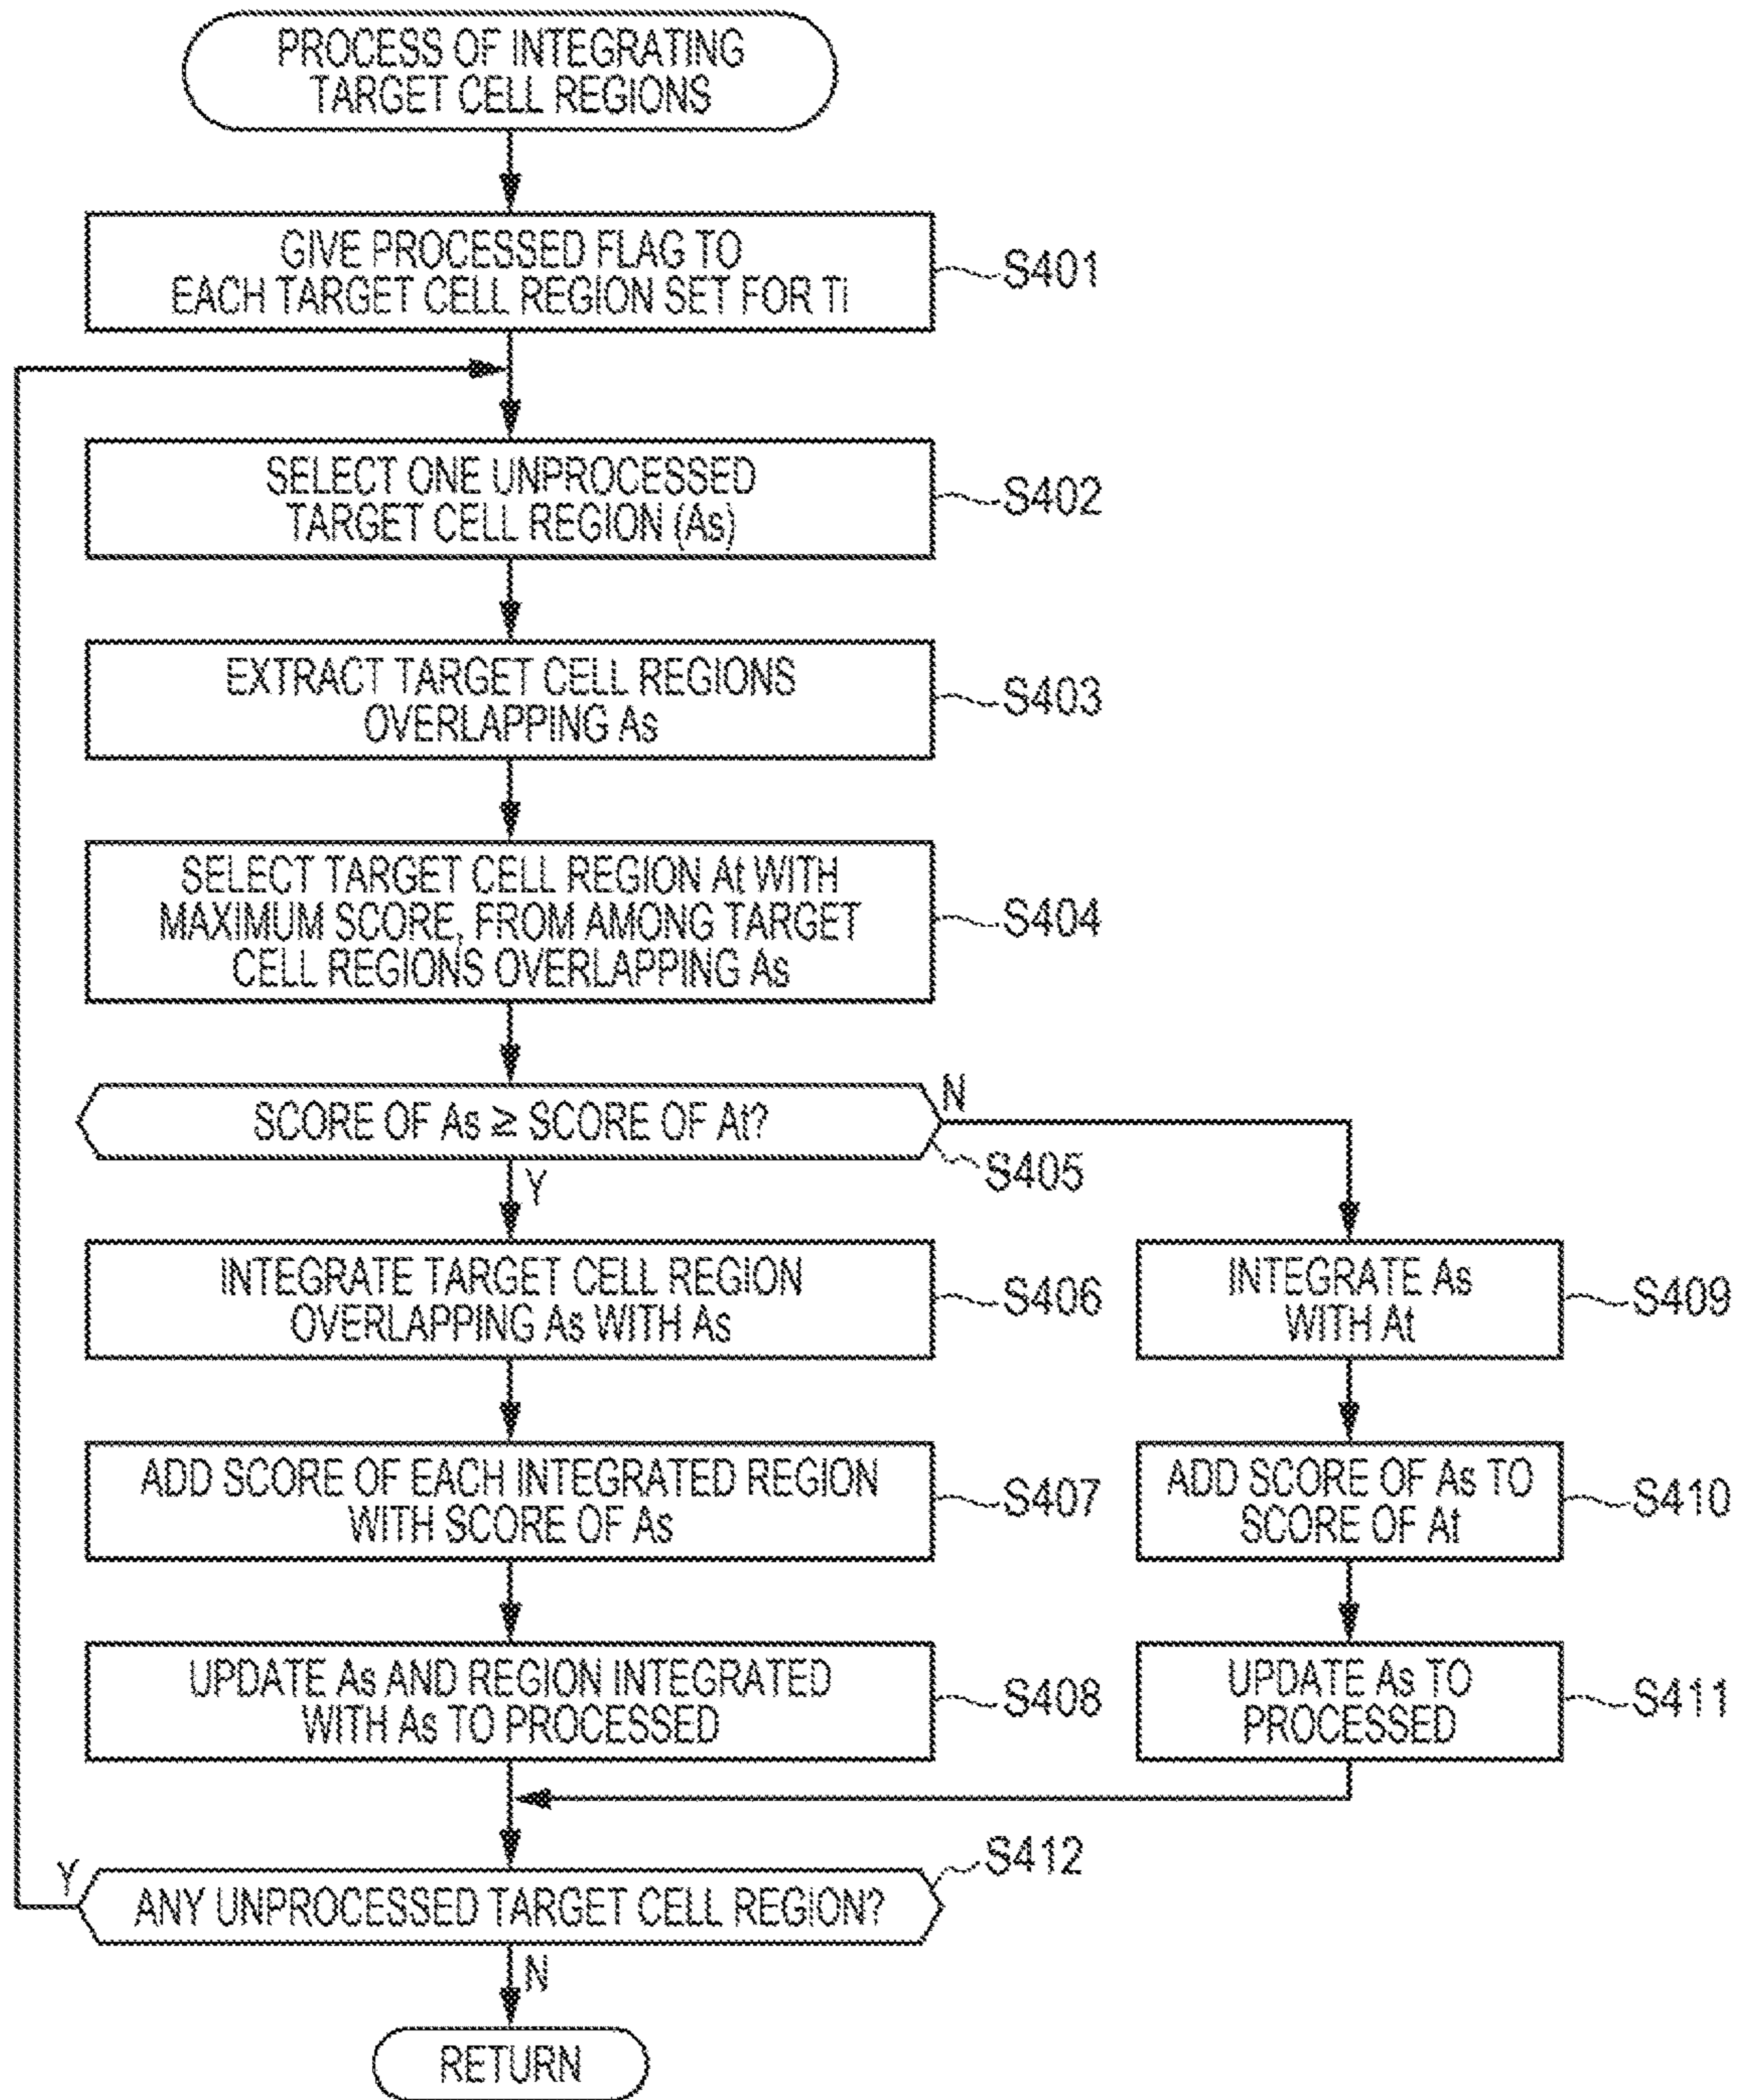 PROCESS OF INTEGRATING
TARGET CELL REGIONS
GIVE PROCESSED FLAG TO
EACH TARGET CELL REGION SET FOR Ti
S401
SELECT ONE UNPROCESSED
TARGET CELL REGION (As)
S402
EXTRACT TARGET CELL REGIONS
OVERLAPPING As
S403
SELECT TARGET CELL REGION At WITH
MAXIMUM SCORE, FROM AMONG TARGET
CELL REGIONS OVERLAPPING As
S404
SCORE OF As ≥ SCORE OF At?
N
S405
Y
INTEGRATE TARGET CELL REGION
OVERLAPPING As WITH As
S406
INTEGRATE As
WITH At
S409
ADD SCORE OF EACH INTEGRATED REGION
WITH SCORE OF As
S407
ADD SCORE OF As TO
SCORE OF At
S410
UPDATE As AND REGION INTEGRATED
WITH As TO PROCESSED
S408
UPDATE As TO
PROCESSED
S411
S412
Y
ANY UNPROCESSED TARGET CELL REGION?
N
RETURN